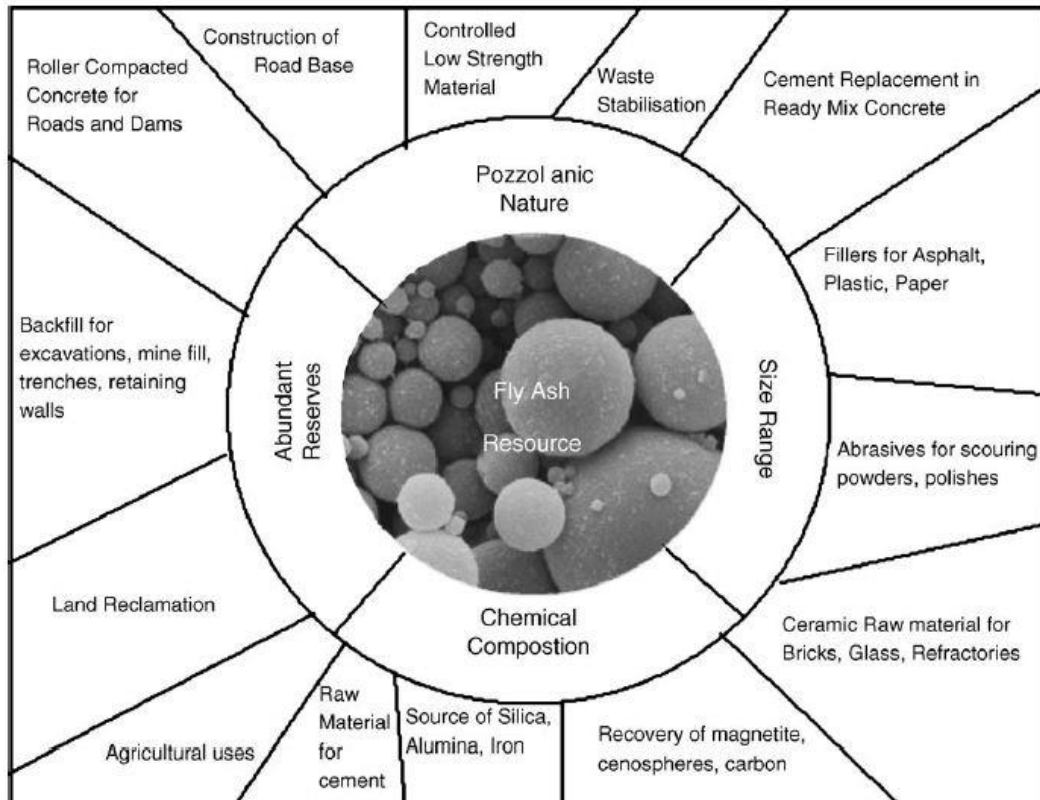 Roller Compacted
Concrete for
Roads and Dams
Construction of
Road Base
Controlled
Low Strength
Material
Waste
Stabilisation
Cement Replacement in
Ready Mix Concrete
Fillers for Asphalt,
Plastic, Paper
Abrasives for scouring
powders, polishes
Ceramic Raw material for
Bricks, Glass, Refractories
Recovery of magnetite,
cenospheres, carbon
Source of Silica,
Alumina, Iron
Raw
Material
for
cement
Agricultural uses
Land Reclamation
Backfill for
excavations, mine fill,
trenches, retaining
walls
Pozzol anic
Nature
Size Range
Chemical
Compostion
Abundant
Reserves
Fly Ash
Resource